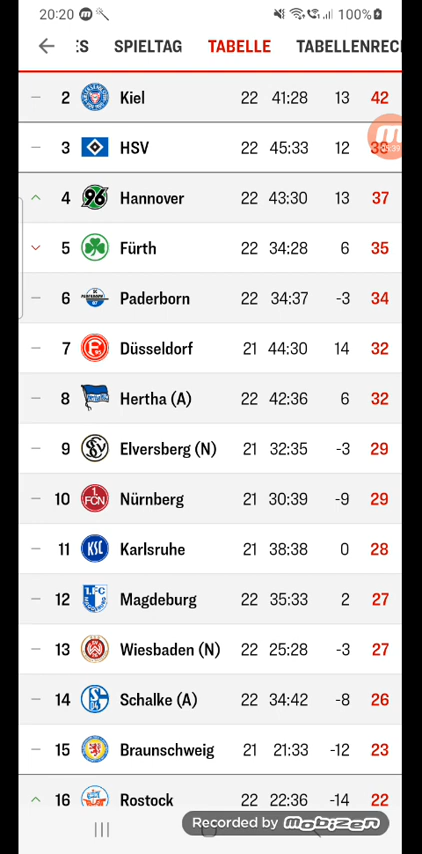 20:20 100%
ES SPIELTAG TABELLE TABELLENREC
– 2 Kiel 22 41:28 13 42
– 3 HSV 22 45:33 12
4 Hannover 22 43:30 13 37
5 Fürth 22 34:28 6 35
– 6 Paderborn 22 34:37 -3 34
– 7 Düsseldorf 21 44:30 14 32
– 8 Hertha (A) 22 42:36 6 32
– 9 Elversberg (N) 21 32:35 -3 29
– 10 Nürnberg 21 30:39 -9 29
– 11 Karlsruhe 21 38:38 0 28
– 12 Magdeburg 22 35:33 2 27
– 13 Wiesbaden (N) 22 25:28 -3 27
– 14 Schalke (A) 22 34:42 -8 26
– 15 Braunschweig 21 21:33 -12 23
16 Rostock 22 22:36 -14 22
Recorded by mobizen